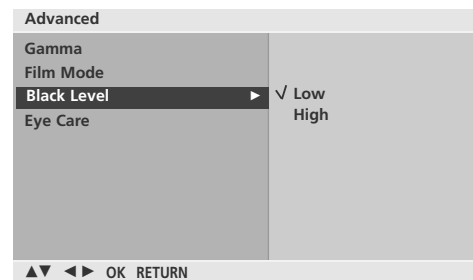 Advanced
Gamma
Film Mode
Black Level ►
√ Low
High
Eye Care
▲▼ ◄► OK RETURN